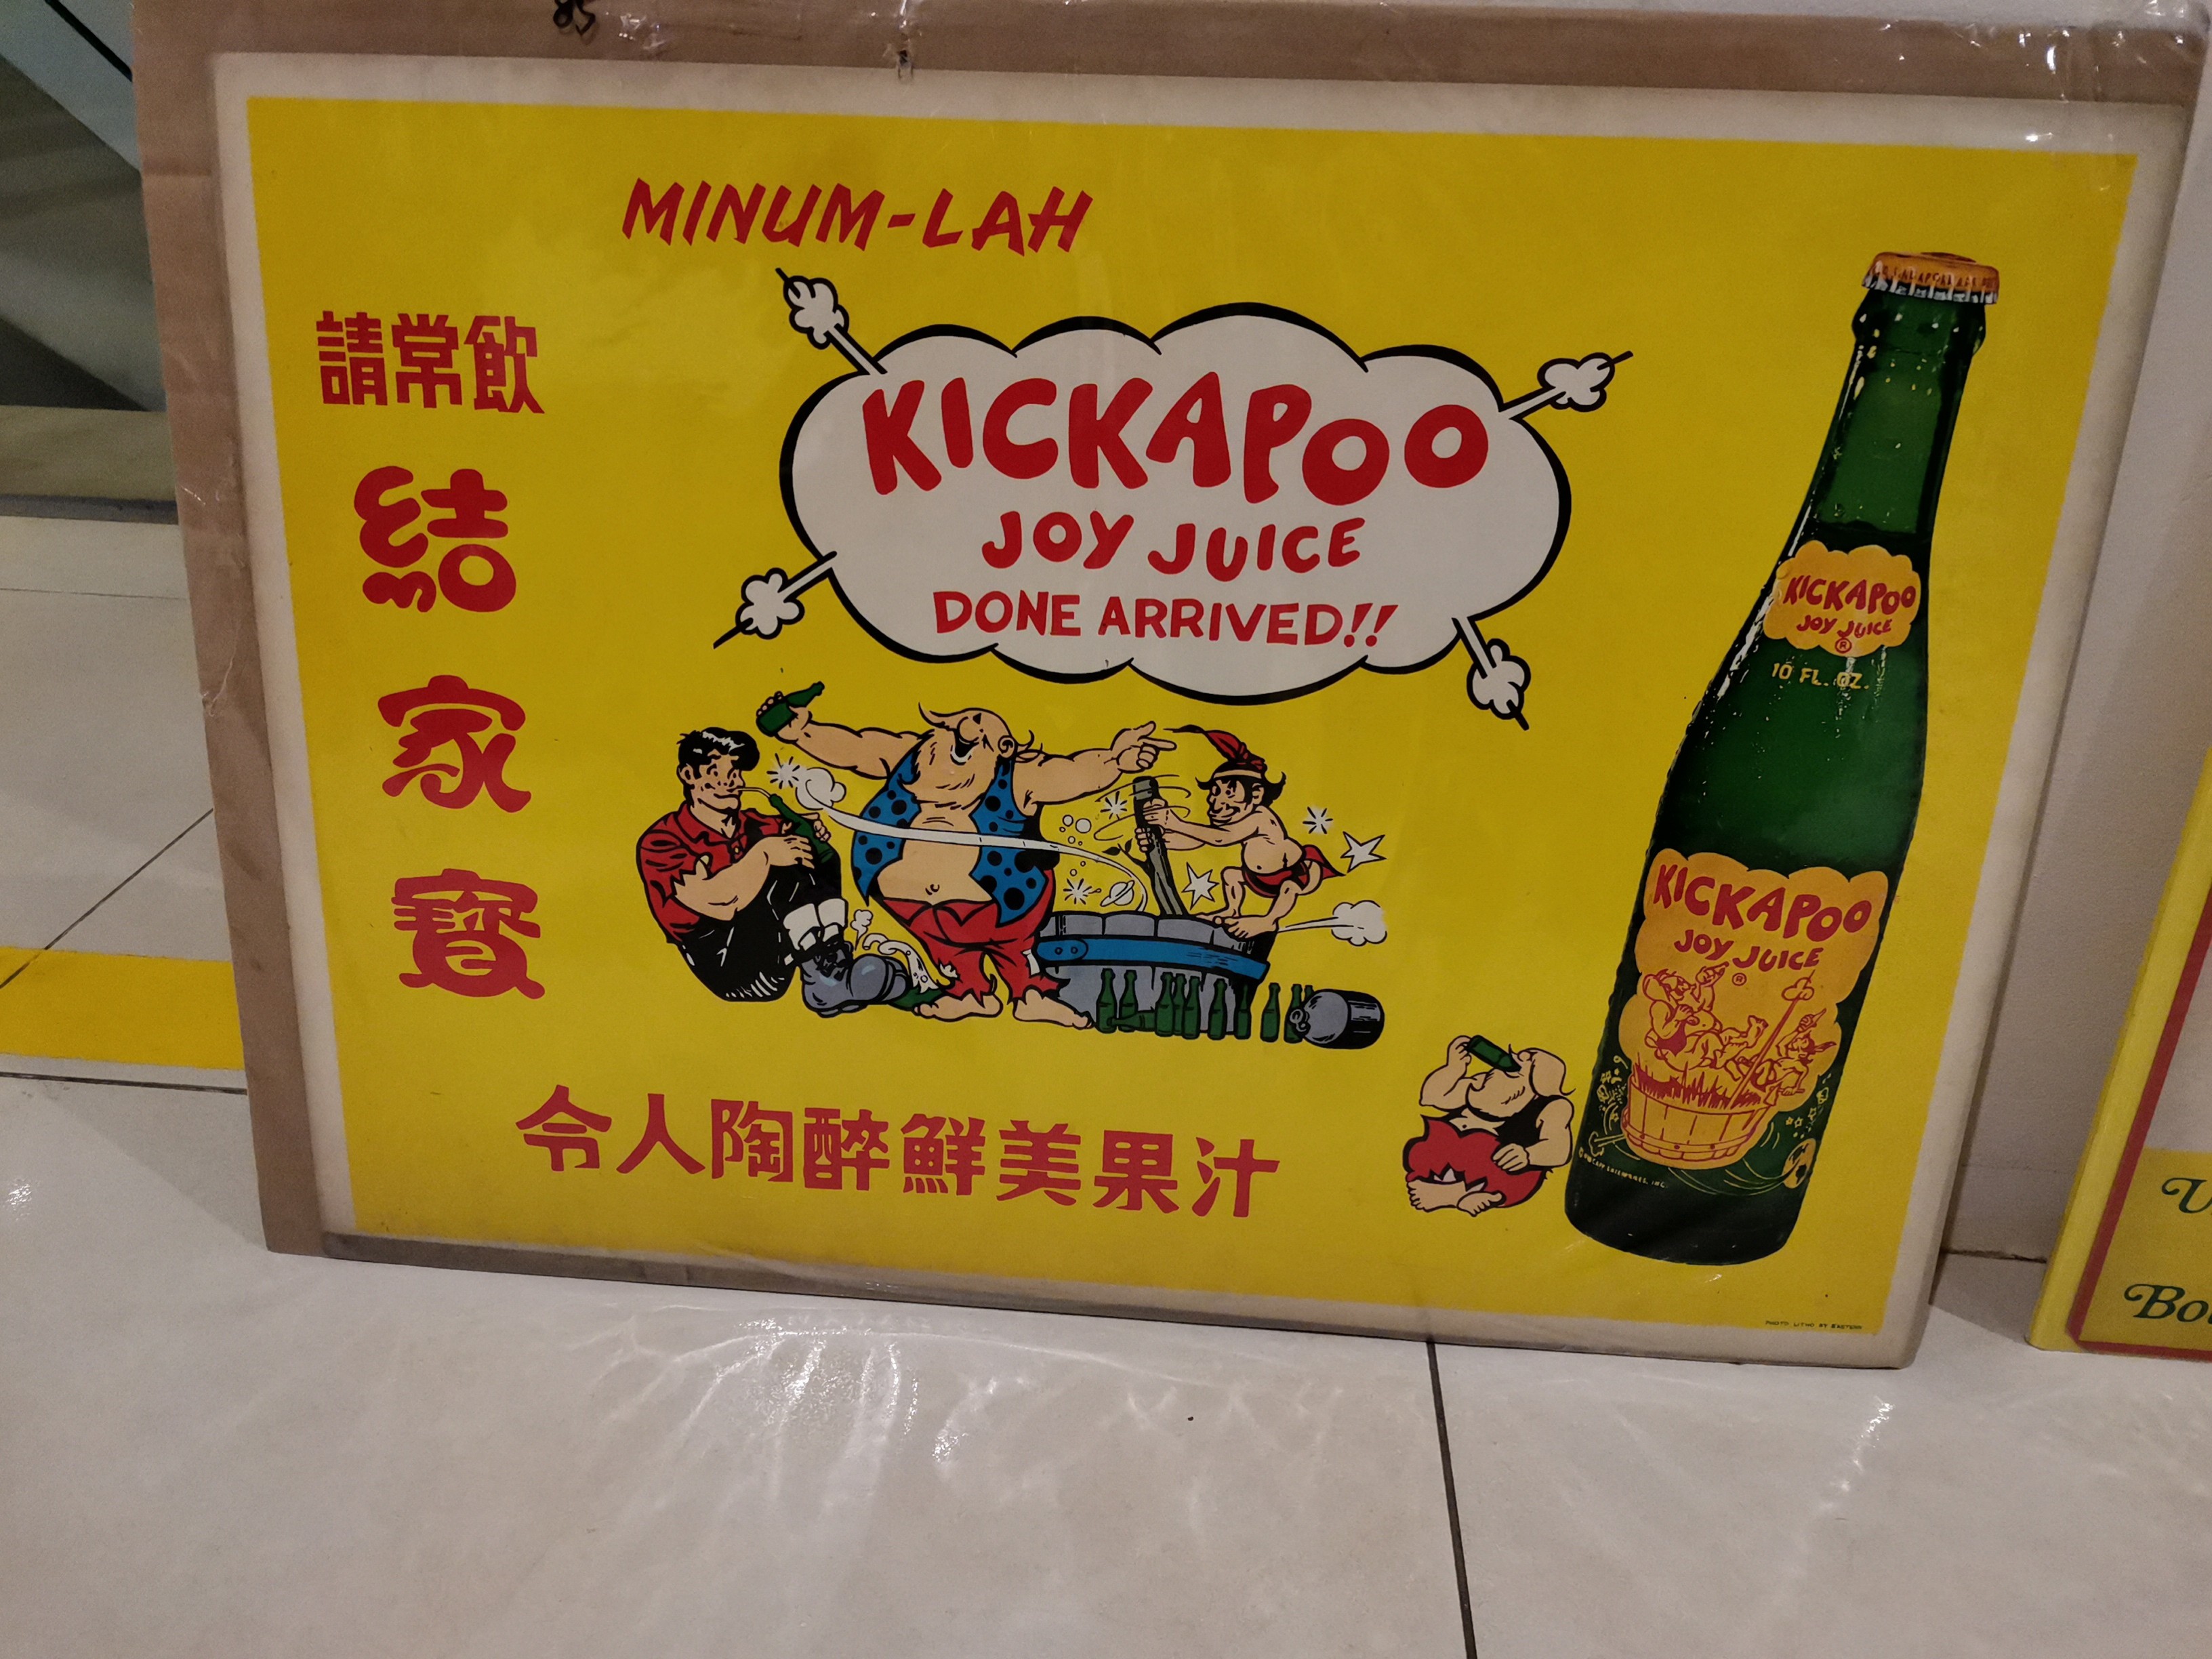 85
MINUM-LAH
請常飲
結
家
寶
KICKAPOO
JOY JUICE
DONE ARRIVED!!
令人陶醉鮮美果汁
KICKAPOO
JOY JUICE
®
10 FL. OZ.
KICKAPOO
JOY JUICE
®